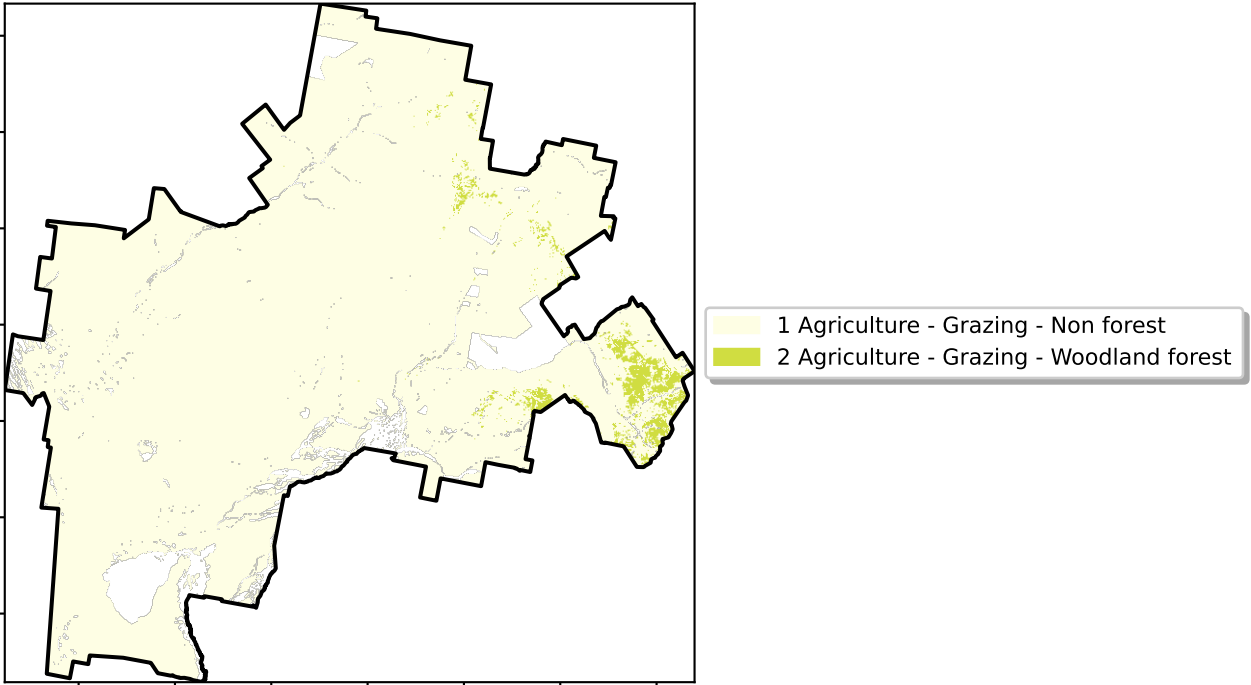 1 Agriculture - Grazing - Non forest
2 Agriculture - Grazing - Woodland forest